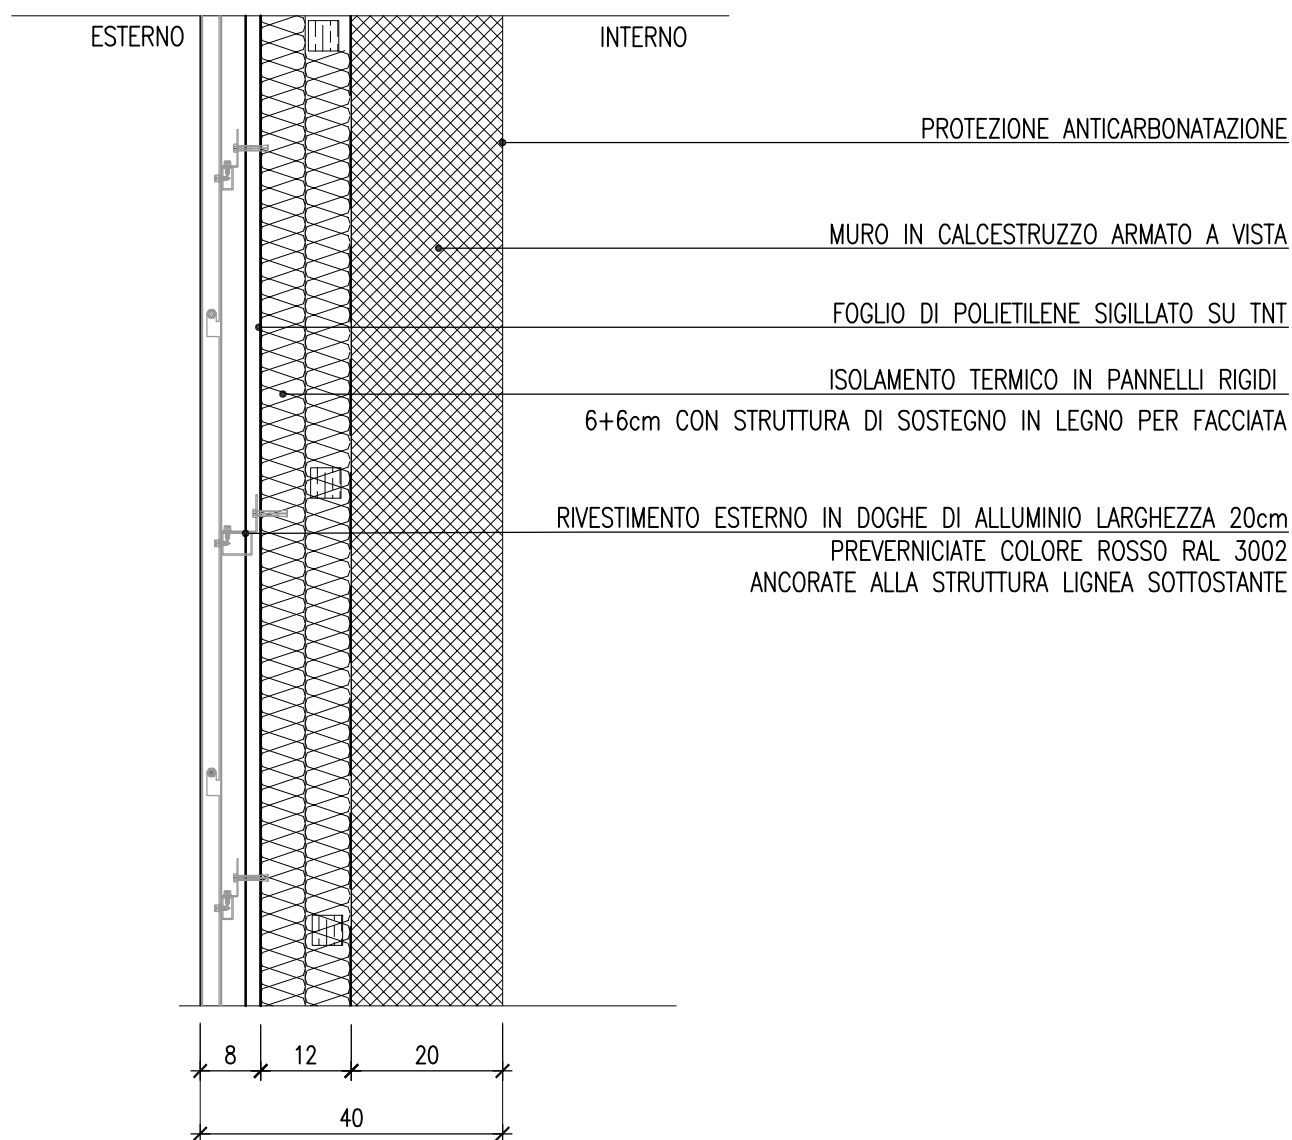 ESTERNO
INTERNO
PROTEZIONE ANTICARBONATAZIONE
MURO IN CALCESTRUZZO ARMATO A VISTA
FOGLIO DI POLIETILENE SIGILLATO SU TNT
ISOLAMENTO TERMICO IN PANNELLI RIGIDI
6+6cm CON STRUTTURA DI SOSTEGNO IN LEGNO PER FACCIATA
RIVESTIMENTO ESTERNO IN DOGHE DI ALLUMINIO LARGHEZZA 20cm
PREVERNICIATE COLORE ROSSO RAL 3002
ANCORATE ALLA STRUTTURA LIGNEA SOTTOSTANTE
8 12 20
40